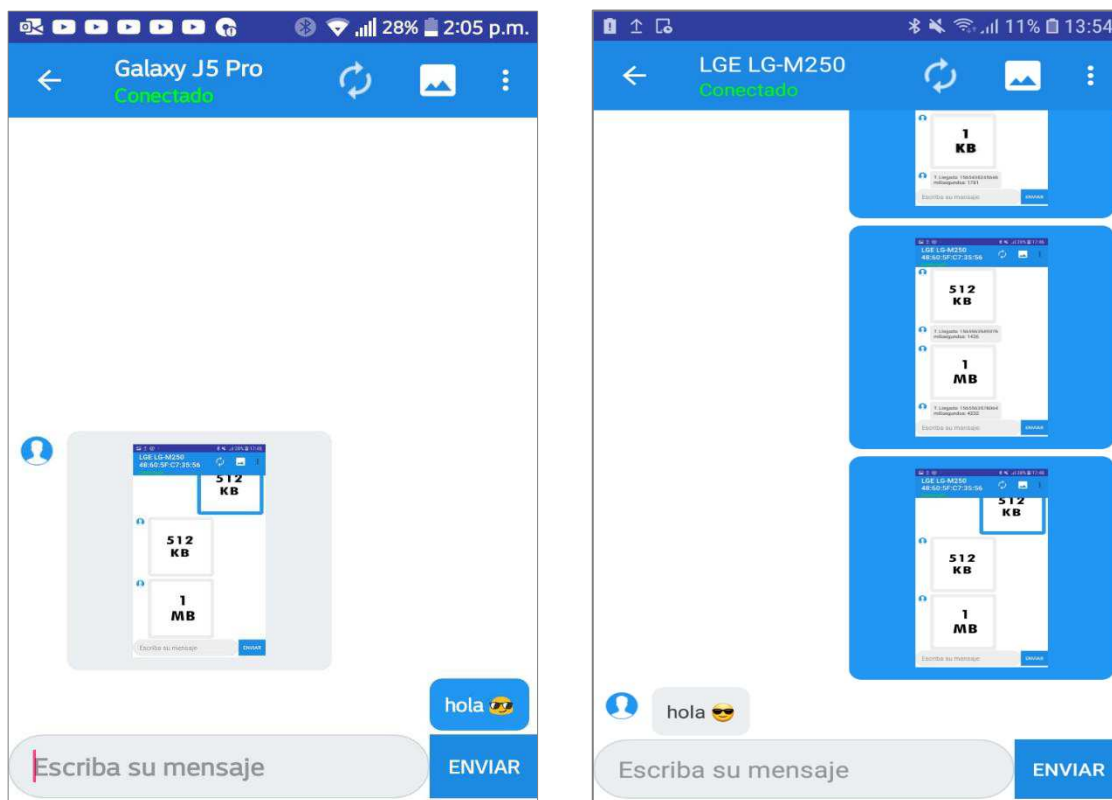 28% 2:05 p.m.
Galaxy J5 Pro
Conectado
LGE LG-M250
48:60:5F:C7:35:56
512
KB
512
KB
1
MB
Escriba su mensaje
ENVIAR
hola 😎
Escriba su mensaje
ENVIAR
11% 13:54
LGE LG-M250
Conectado
1
KB
Escriba su mensaje
ENVIAR
LGE LG-M250
48:60:5F:C7:35:56
512
KB
1
MB
Escriba su mensaje
ENVIAR
LGE LG-M250
48:60:5F:C7:35:56
512
KB
512
KB
1
MB
Escriba su mensaje
ENVIAR
hola 😎
Escriba su mensaje
ENVIAR